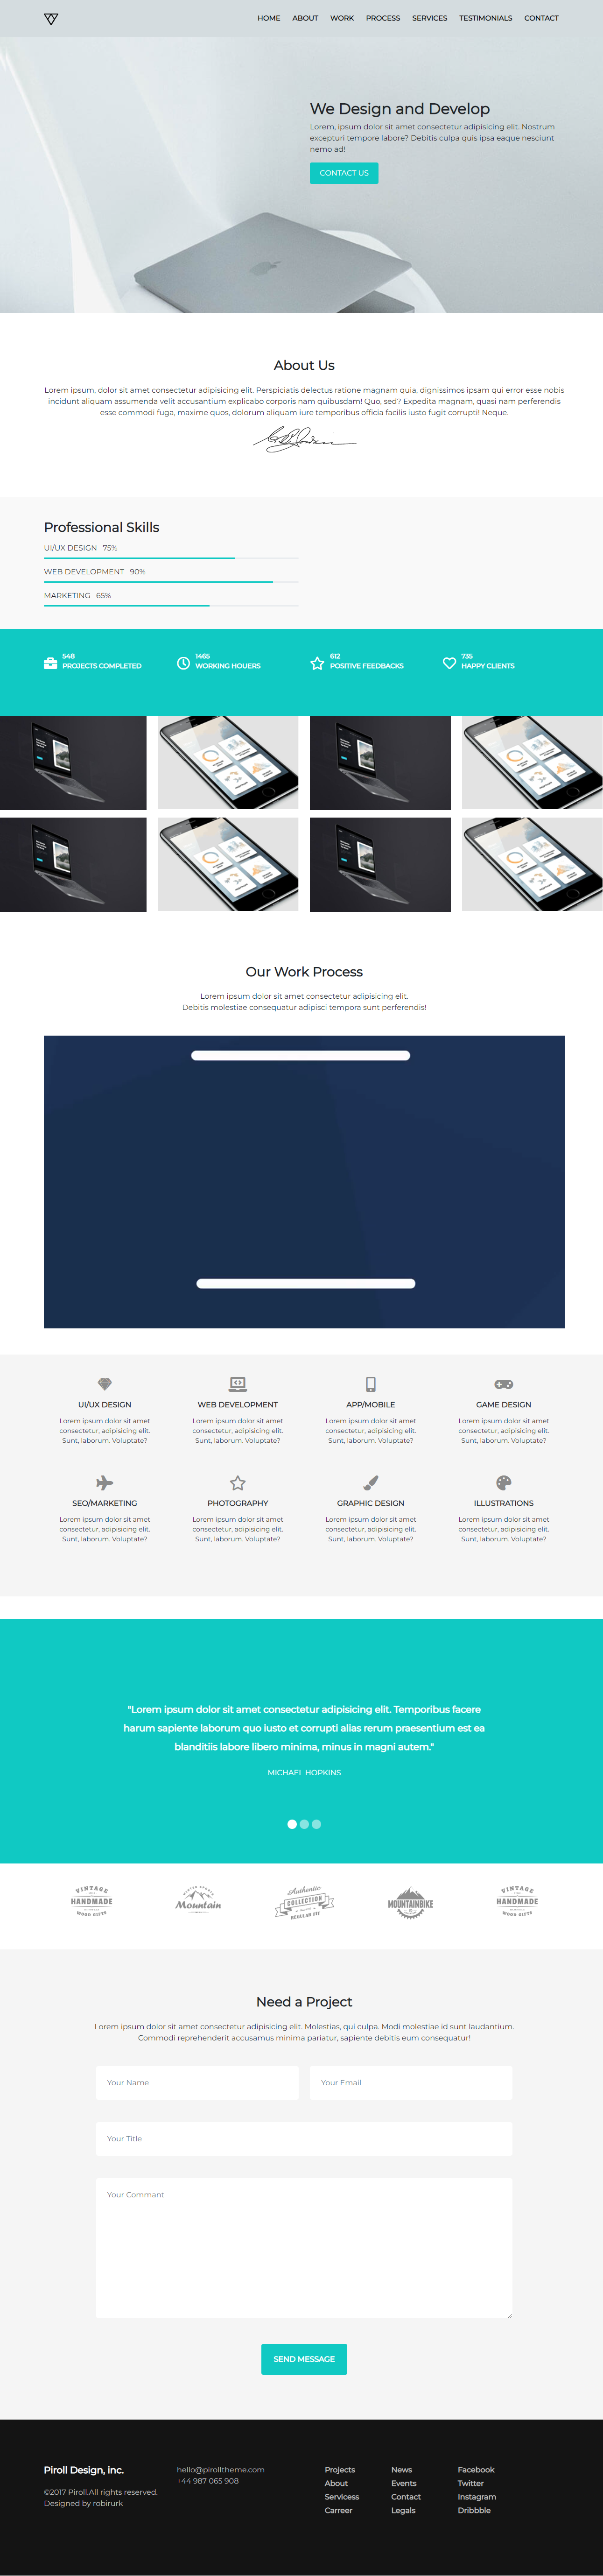 HOME ABOUT WORK PROCESS SERVICES TESTIMONIALS CONTACT
We Design and Develop
Lorem, ipsum dolor sit amet consectetur adipisicing elit. Nostrum
excepturi tempore labore? Debitis culpa quis ipsa eaque nesciunt
nemo ad!
CONTACT US
About Us
Lorem ipsum, dolor sit amet consectetur adipisicing elit. Perspiciatis delectus ratione magnam quia, dignissimos ipsam qui error esse nobis
incidunt aliquam assumenda velit accusantium explicabo corporis nam quibusdam! Quo, sed? Expedita magnam, quasi nam perferendis
esse commodi fuga, maxime quos, dolorum aliquam iure temporibus officia facilis iusto fugit corrupti! Neque.
Professional Skills
UI/UX DESIGN 75%
WEB DEVELOPMENT 90%
MARKETING 65%
548
PROJECTS COMPLETED
1465
WORKING HOUERS
612
POSITIVE FEEDBACKS
735
HAPPY CLIENTS
Our Work Process
Lorem ipsum dolor sit amet consectetur adipisicing elit.
Debitis molestiae consequatur adipisci tempora sunt perferendis!
UI/UX DESIGN
Lorem ipsum dolor sit amet
consectetur, adipisicing elit.
Sunt, laborum. Voluptate?
WEB DEVELOPMENT
Lorem ipsum dolor sit amet
consectetur, adipisicing elit.
Sunt, laborum. Voluptate?
APP/MOBILE
Lorem ipsum dolor sit amet
consectetur, adipisicing elit.
Sunt, laborum. Voluptate?
GAME DESIGN
Lorem ipsum dolor sit amet
consectetur, adipisicing elit.
Sunt, laborum. Voluptate?
SEO/MARKETING
Lorem ipsum dolor sit amet
consectetur, adipisicing elit.
Sunt, laborum. Voluptate?
PHOTOGRAPHY
Lorem ipsum dolor sit amet
consectetur, adipisicing elit.
Sunt, laborum. Voluptate?
GRAPHIC DESIGN
Lorem ipsum dolor sit amet
consectetur, adipisicing elit.
Sunt, laborum. Voluptate?
ILLUSTRATIONS
Lorem ipsum dolor sit amet
consectetur, adipisicing elit.
Sunt, laborum. Voluptate?
"Lorem ipsum dolor sit amet consectetur adipisicing elit. Temporibus facere
harum sapiente laborum quo iusto et corrupti alias rerum praesentium est ea
blanditiis labore libero minima, minus in magni autem."
MICHAEL HOPKINS
VINTAGE
HANDMADE
WOOD GIFTS
WINTER SPORTS
Mountain
Authentic
COLLECTION
REGULAR FIT
MOUNTAINBIKE
VINTAGE
HANDMADE
WOOD GIFTS
Need a Project
Lorem ipsum dolor sit amet consectetur adipisicing elit. Molestias, qui culpa. Modi molestiae id sunt laudantium.
Commodi reprehenderit accusamus minima pariatur, sapiente debitis eum consequatur!
Your Name
Your Email
Your Title
Your Commant
SEND MESSAGE
Piroll Design, inc.
©2017 Piroll.All rights reserved.
Designed by robirurk
hello@pirolltheme.com
+44 987 065 908
Projects
About
Servicess
Carreer
News
Events
Contact
Legals
Facebook
Twitter
Instagram
Dribbble